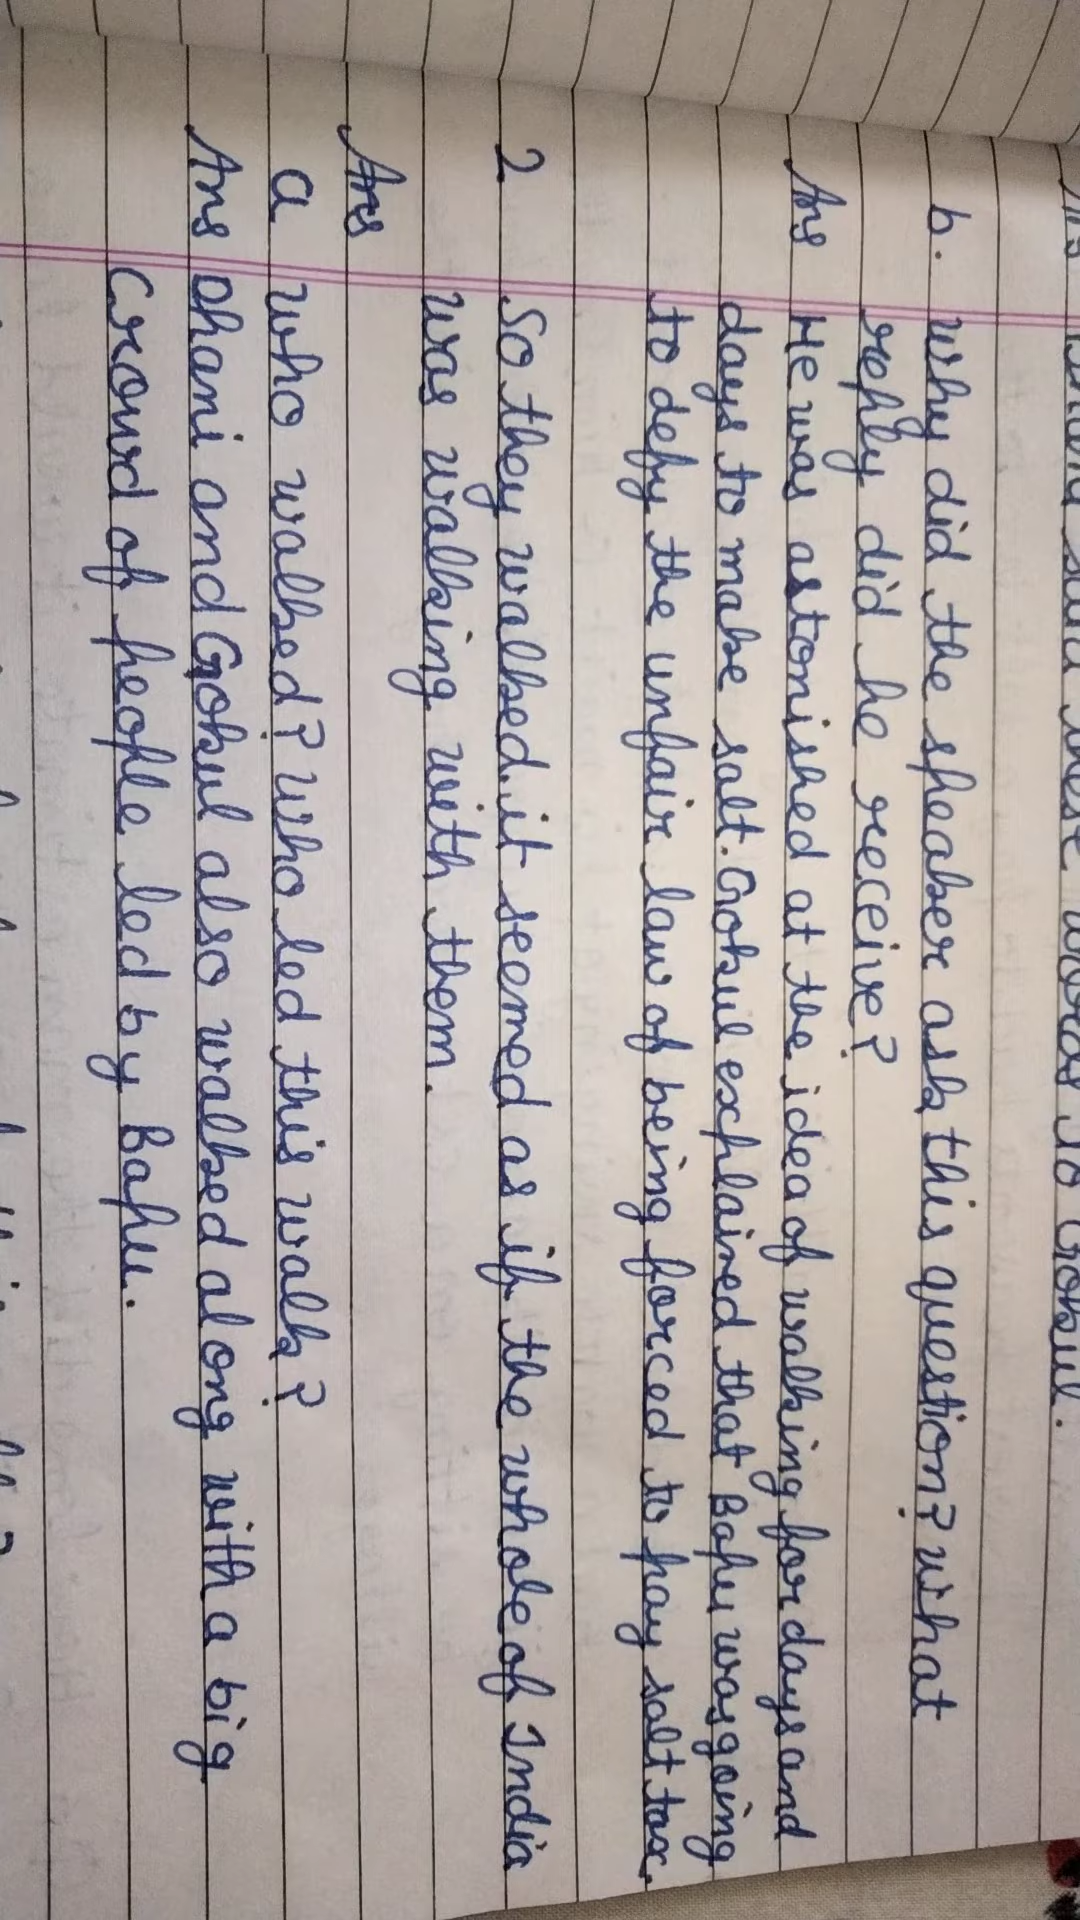 words to Gokul.
b. why did the speaker ask this question? what
reply did he receive?
Ans He was astonished at the idea of walking for days and
days to make salt. Gokul explained that Bapu was going
to defy the unfair law of being forced to pay salt tax.
2 So they walked. it seemed as if the whole of India
was walking with them.
Ans
a who walked? who led this walk?
Ans Dhani and Gokul also walked along with a big
Crowd of people led by Bapu.